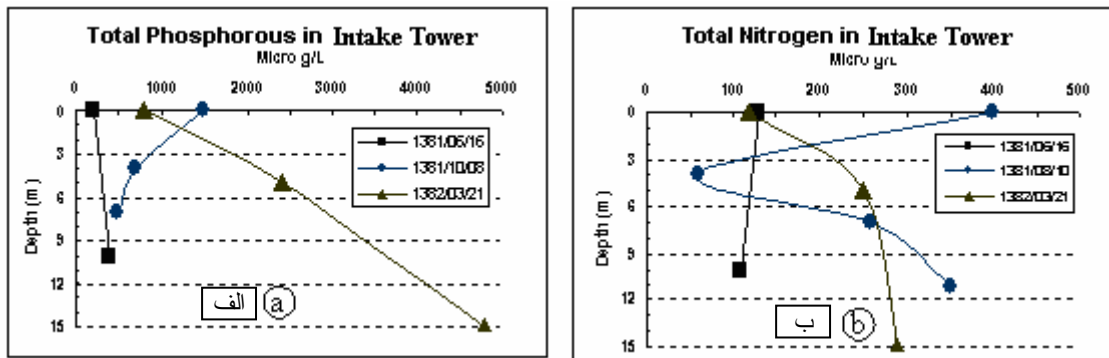 Total Phosphorous in Intake Tower
Micro g/L
0 1000 2000 3000 4000 5000
0
3
6
9
12
15
Depth (m)
1381/06/16
1381/10/08
1382/03/21
الف
a
Total Nitrogen in Intake Tower
Micro g/L
0 100 200 300 400 500
0
3
6
9
12
15
Depth (m)
1381/06/16
1381/08/10
1382/03/21
ب
b